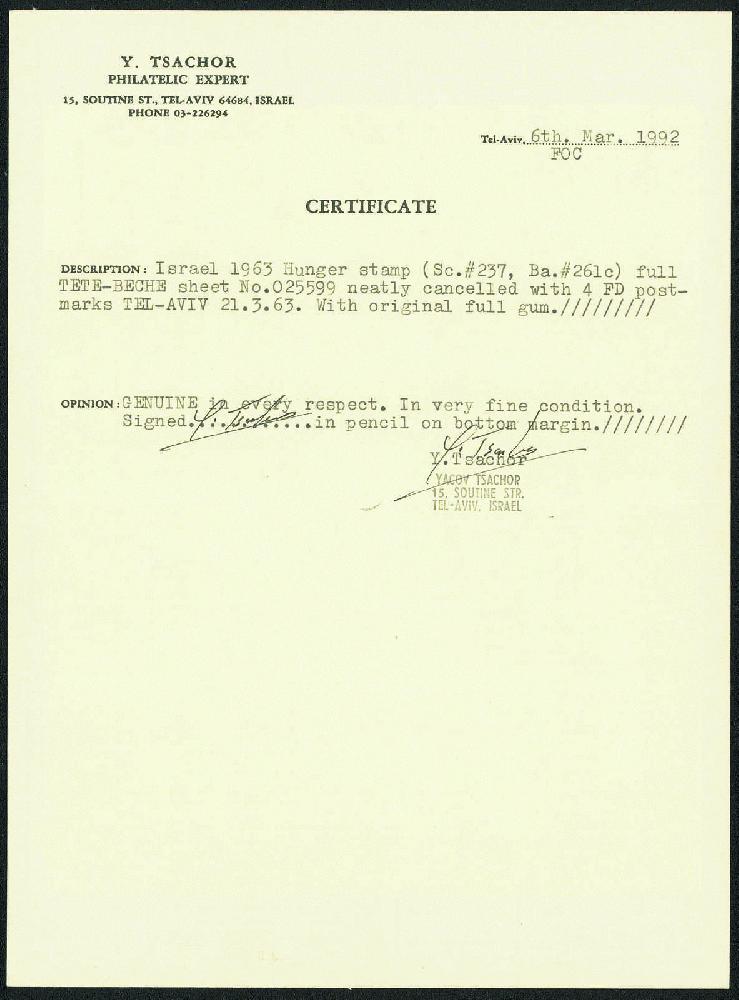 Y. TSACHOR
PHILATELIC EXPERT
15, SOUTINE ST., TEL-AVIV 64684, ISRAEL
PHONE 03-226294
Tel-Aviv, 6th. Mar. 1992
FOC
CERTIFICATE
DESCRIPTION: Israel 1963 Hunger stamp (Sc.#237, Ba.#261c) full
TETE-BECHE sheet No.025599 neatly cancelled with 4 FD post-
marks TEL-AVIV 21.3.63. With original full gum./////////
OPINION: GENUINE in every respect. In very fine condition.
Signed.Y. Tsachor.....in pencil on bottom margin.////////
Y. Tsachor
Y.Tsachor
YACOV TSACHOR
15, SOUTINE STR.
TEL-AVIV, ISRAEL